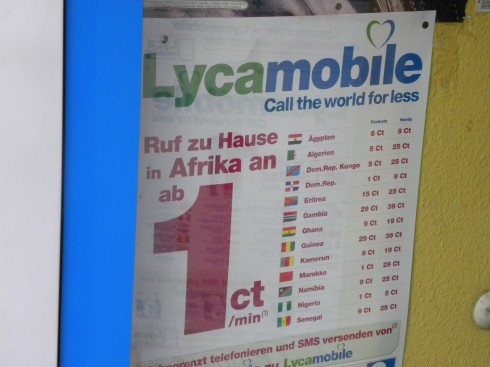 Lycamobile
Call the world for less
Ruf zu Hause
in Afrika an
ab
1 ct
/min(1)
Festnetz Handy
Ägypten 6 Ct 9 Ct
Algerien 5 Ct 25 Ct
Dem.Rep. Kongo 5 Ct 25 Ct
Dom.Rep. 1 Ct 9 Ct
Eritrea 15 Ct 25 Ct
Gambia 29 Ct 39 Ct
Ghana 9 Ct 19 Ct
Guinea 29 Ct 39 Ct
Kamerun 9 Ct 19 Ct
Marokko 1 Ct 29 Ct
Namibia 9 Ct 25 Ct
Nigeria 1 Ct 5 Ct
Senegal 9 Ct 25 Ct
begrenzt telefonieren und SMS versenden von
zu Lycamobile